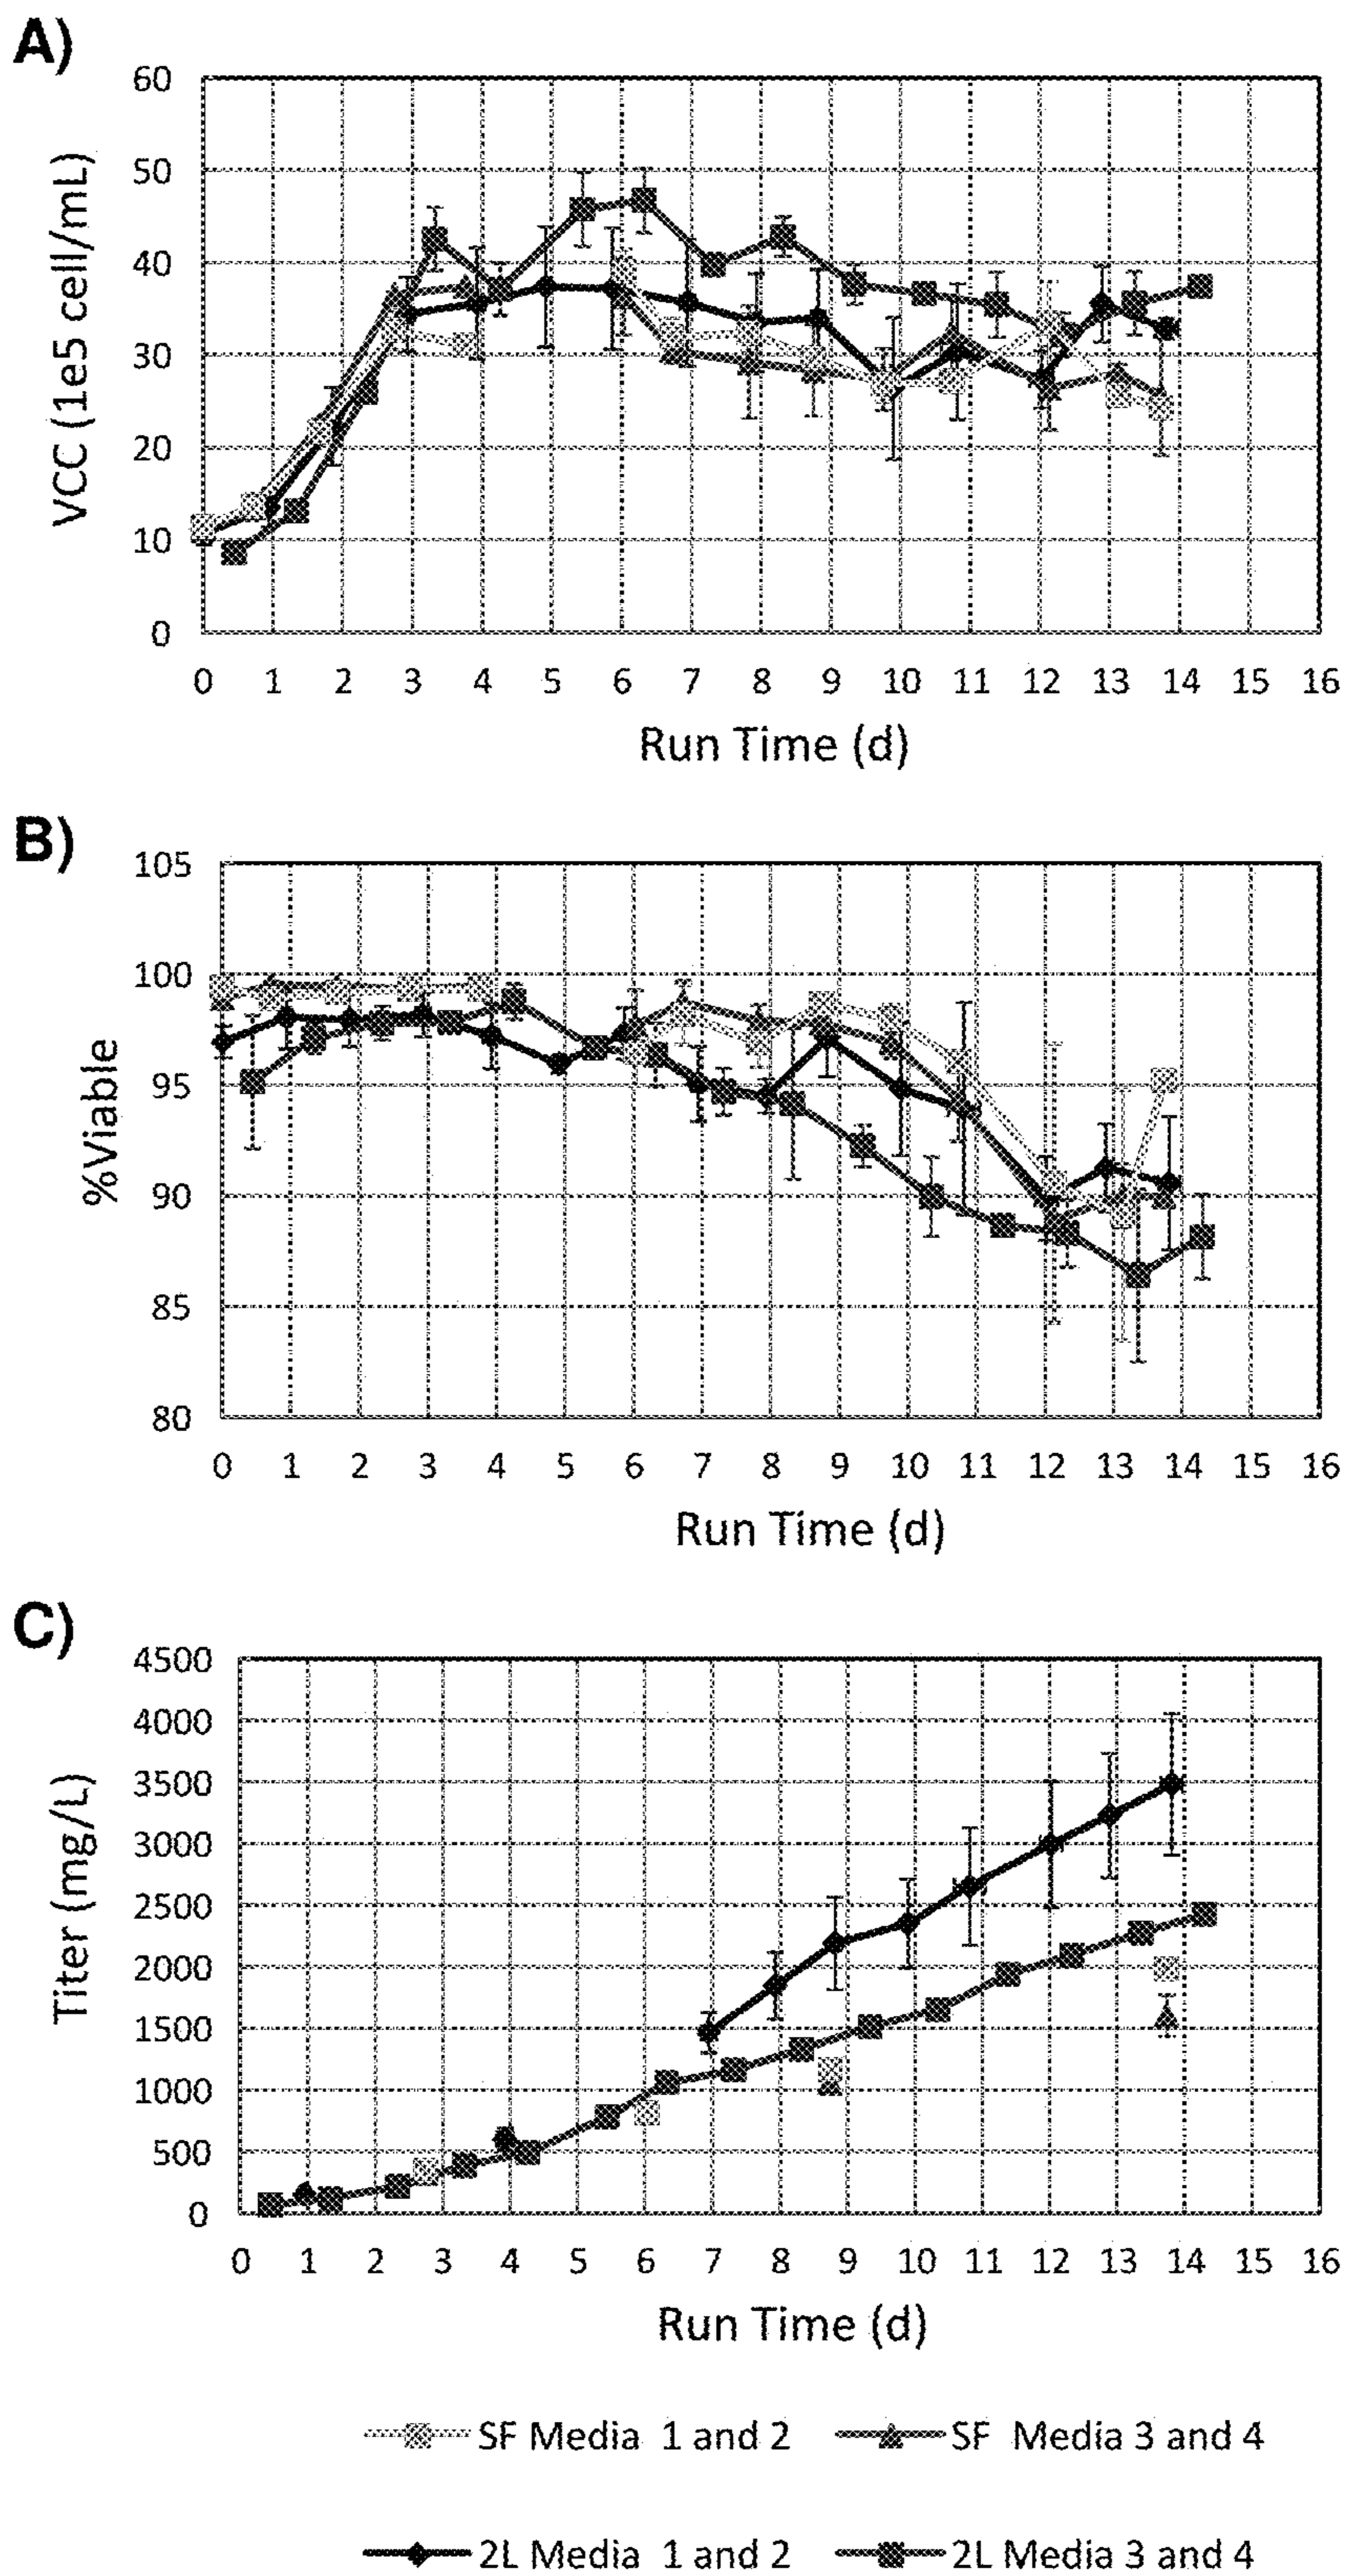 A)
60
50
40
30
20
10
0
VCC (1e5 cell/mL)
0 1 2 3 4 5 6 7 8 9 10 11 12 13 14 15 16
Run Time (d)
B)
105
100
95
90
85
80
%Viable
0 1 2 3 4 5 6 7 8 9 10 11 12 13 14 15 16
Run Time (d)
C)
4500
4000
3500
3000
2500
2000
1500
1000
500
0
Titer (mg/L)
0 1 2 3 4 5 6 7 8 9 10 11 12 13 14 15 16
Run Time (d)
SF Media 1 and 2 SF Media 3 and 4
2L Media 1 and 2 2L Media 3 and 4